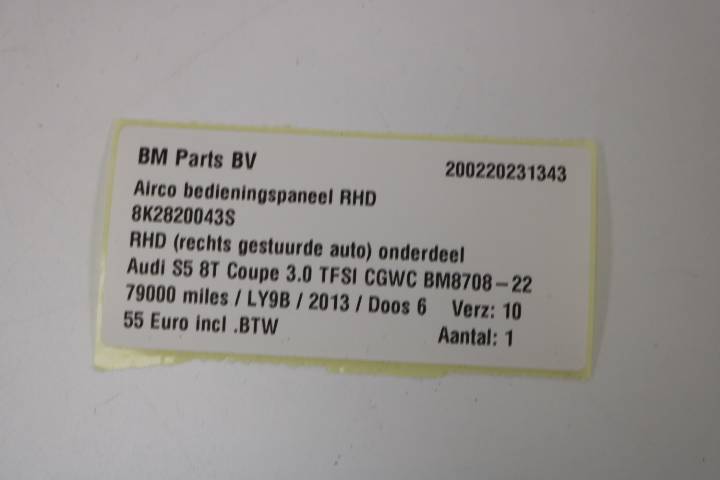 BM Parts BV 200220231343
Airco bedieningspaneel RHD
8K2820043S
RHD (rechts gestuurde auto) onderdeel
Audi S5 8T Coupe 3.0 TFSI CGWC BM8708-22
79000 miles / LY9B / 2013 / Doos 6 Verz: 10
55 Euro incl .BTW Aantal: 1